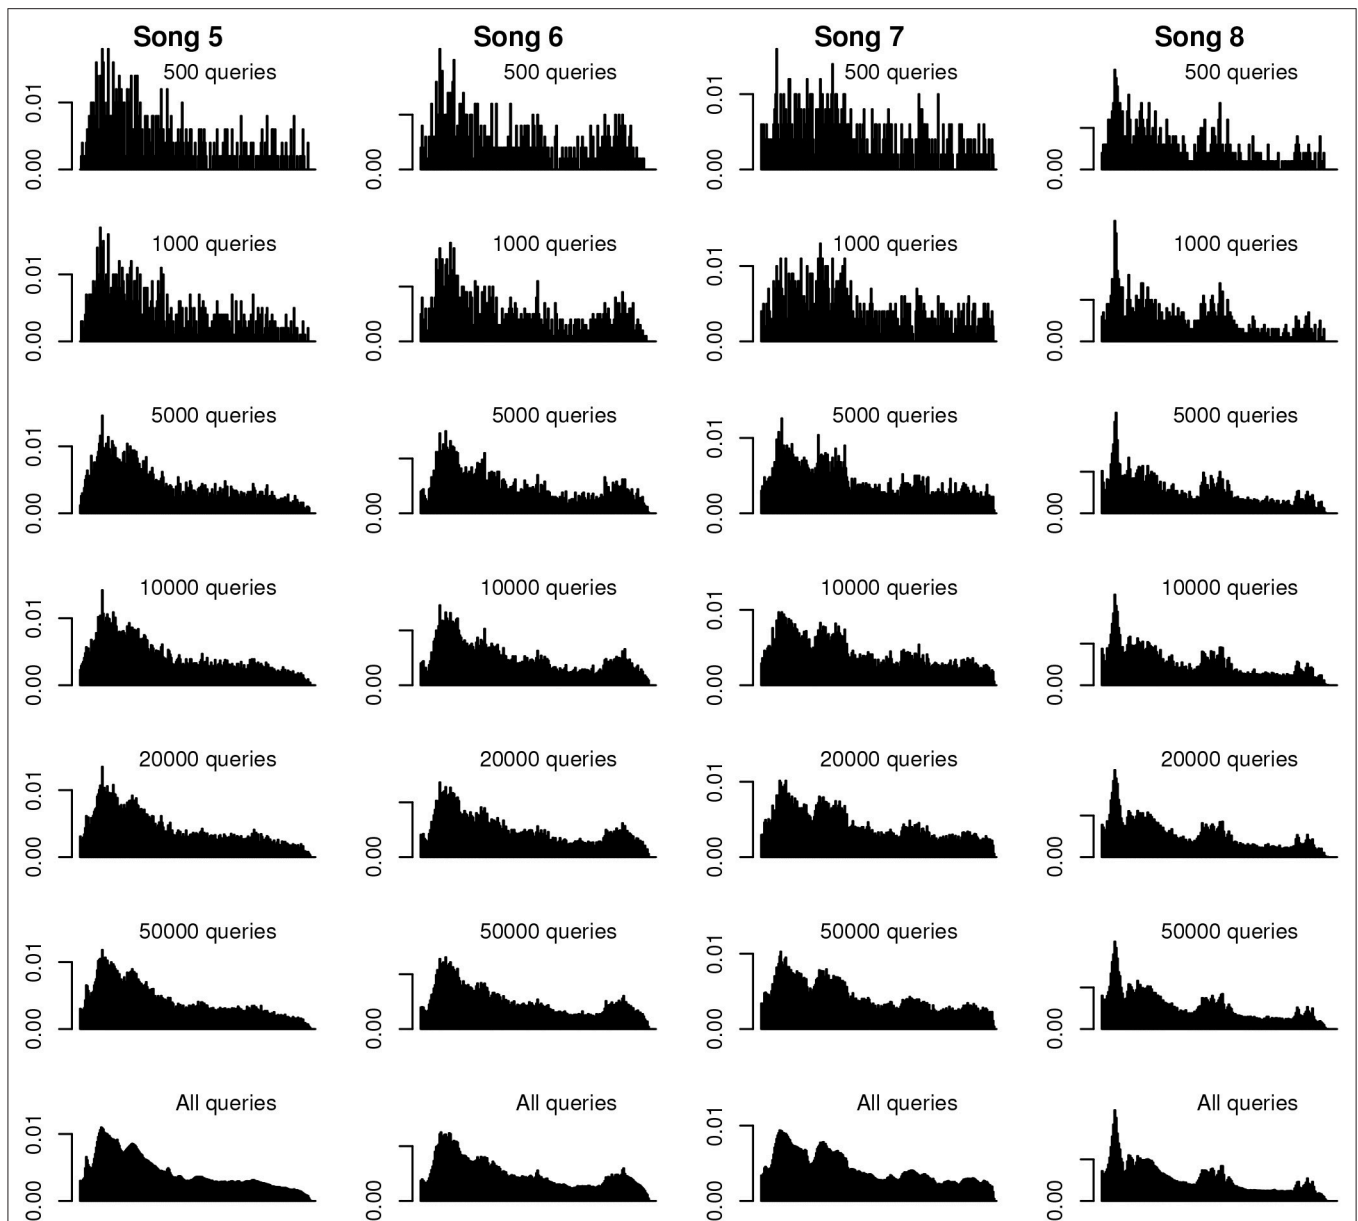 Song 5 Song 6 Song 7 Song 8
500 queries 500 queries 500 queries 500 queries
0.00 0.01 0.00 0.00 0.01 0.00
1000 queries 1000 queries 1000 queries 1000 queries
0.00 0.01 0.00 0.00 0.01 0.00
5000 queries 5000 queries 5000 queries 5000 queries
0.00 0.01 0.00 0.00 0.01 0.00
10000 queries 10000 queries 10000 queries 10000 queries
0.00 0.01 0.00 0.00 0.01 0.00
20000 queries 20000 queries 20000 queries 20000 queries
0.00 0.01 0.00 0.00 0.01 0.00
50000 queries 50000 queries 50000 queries 50000 queries
0.00 0.01 0.00 0.00 0.01 0.00
All queries All queries All queries All queries
0.00 0.01 0.00 0.00 0.01 0.00